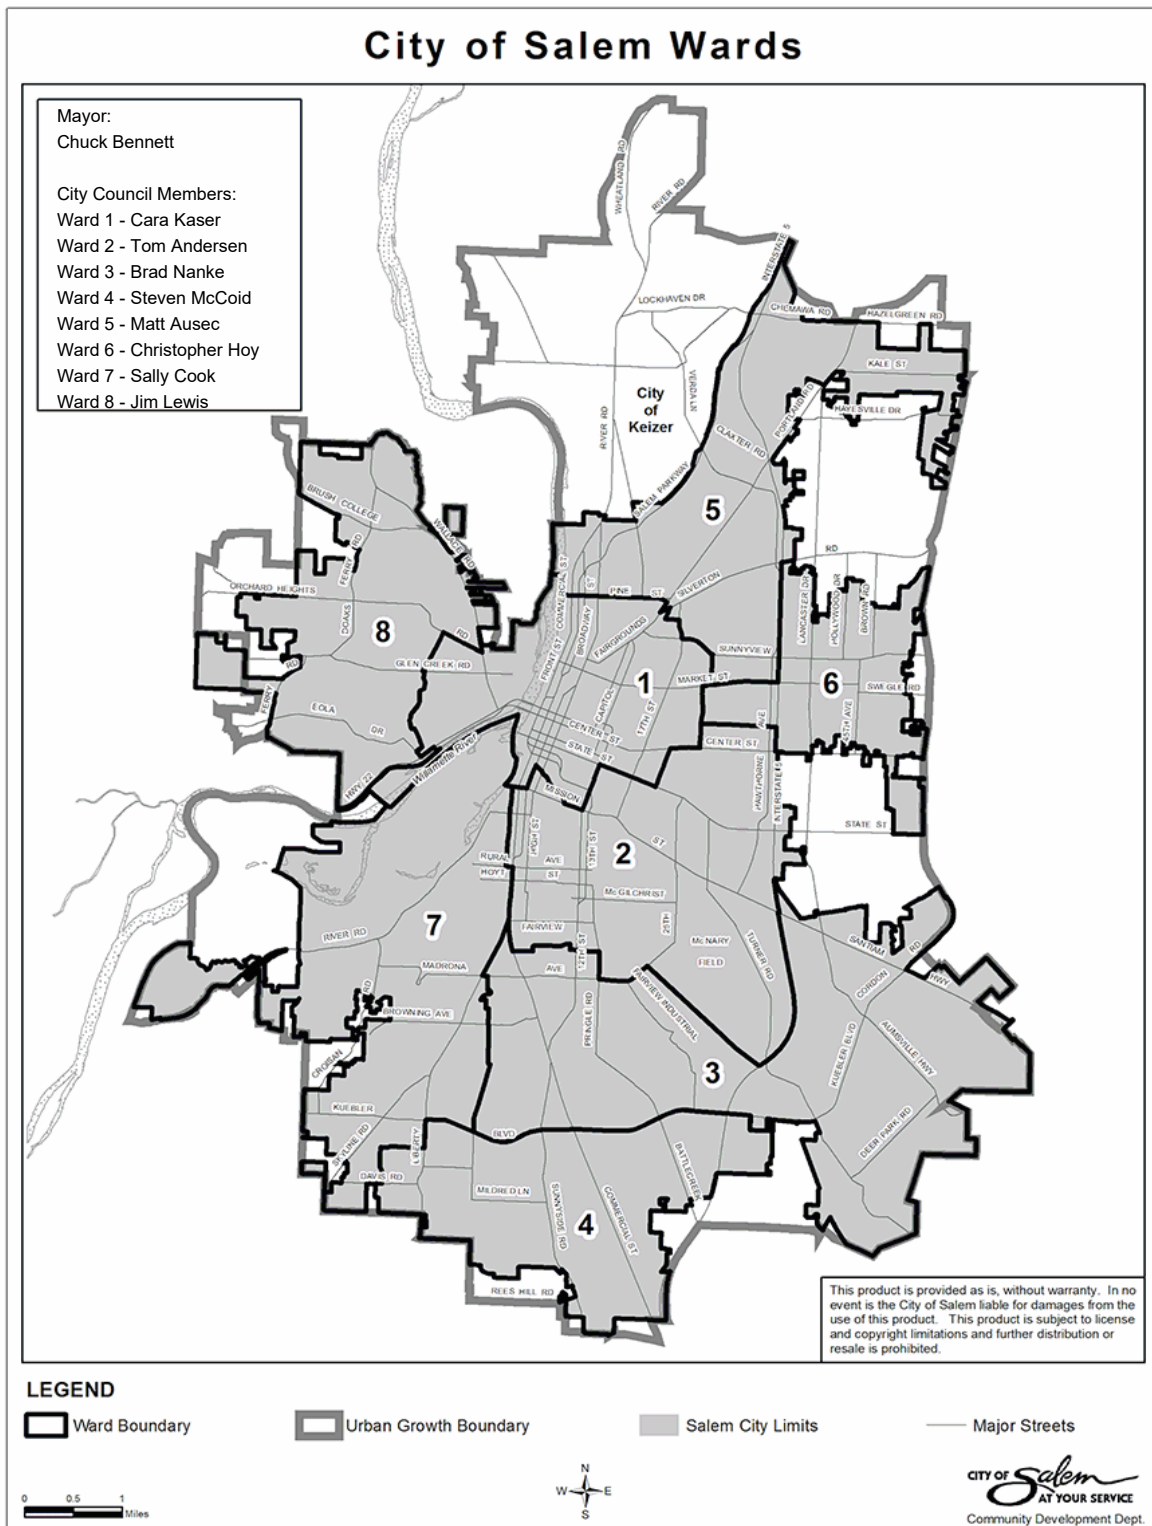 City of Salem Wards
Mayor:
Chuck Bennett
City Council Members:
Ward 1 - Cara Kaser
Ward 2 - Tom Andersen
Ward 3 - Brad Nanke
Ward 4 - Steven McCoid
Ward 5 - Matt Ausec
Ward 6 - Christopher Hoy
Ward 7 - Sally Cook
Ward 8 - Jim Lewis
WHEATLAND RD
RIVER RD
INTERSTATE 5
LOCKHAVEN DR
CHEMAWA RD
HAZELGREEN RD
KALE ST
VERDA LN
City
of
Keizer
RIVER RD
PORTLAND RD
HAYESVILLE DR
CLAXTER RD
SALEM PARKWAY
5
BRUSH COLLEGE
RD
WALLACE RD
FERRY RD
DOAKS
ORCHARD HEIGHTS
RD
COMMERCIAL ST
BROADWAY ST
PINE ST
SILVERTON
RD
LANCASTER DR
HOLLYWOOD DR
BROWN RD
8
FRONT ST
FAIRGROUNDS
SUNNYVIEW
GLEN CREEK RD
RD
FERRY
1
MARKET ST
6
SWEGLE RD
CAPITOL
17TH ST
45TH AVE
EOLA
DR
CENTER ST
STATE ST
CENTER ST
AVE
HAWTHORNE
INTERSTATE 5
HWY 22
Willamette River
MISSION
ST
STATE ST
HIGH ST
13TH ST
2
RURAL AVE
HOYT ST
McGILCHRIST
25TH
7
FAIRVIEW
RIVER RD
12TH ST
McNARY
FIELD
TURNER RD
SANTIAM
HWY
CORDON
RD
MADRONA AVE
RD
BROWNING AVE
CROISAN
PRINGLE RD
FAIRVIEW INDUSTRIAL
3
KUEBLER BLVD
AUMSVILLE HWY
KUEBLER
BLVD
SKYLINE RD
LIBERTY
DEER PARK RD
BATTLECREEK
DAVIS RD
MILDRED LN
SUNNYSIDE RD
4
COMMERCIAL ST
REES HILL RD
This product is provided as is, without warranty. In no
event is the City of Salem liable for damages from the
use of this product. This product is subject to license
and copyright limitations and further distribution or
resale is prohibited.
LEGEND
Ward Boundary
Urban Growth Boundary
Salem City Limits
Major Streets
0 0.5 1
Miles
N
W E
S
CITY OF Salem
AT YOUR SERVICE
Community Development Dept.